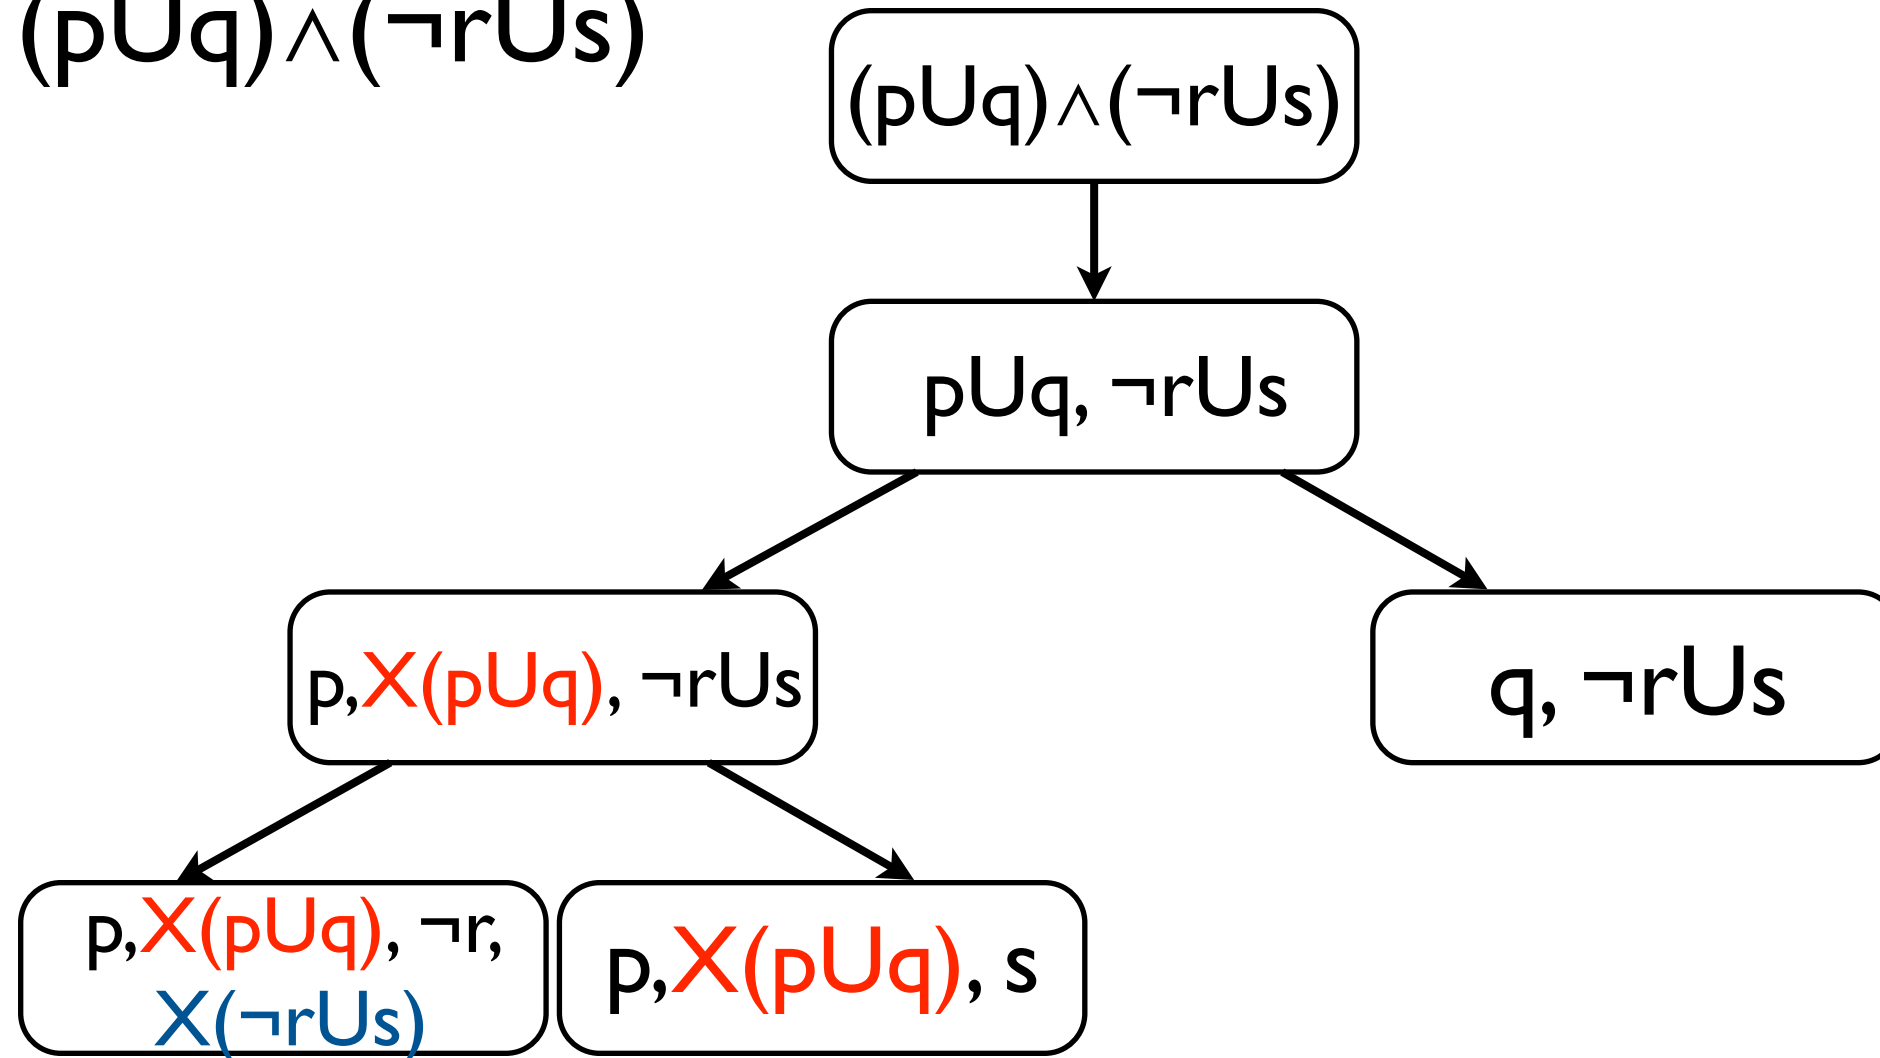 (pUq)∧(¬rUs)
(pUq)∧(¬rUs)
pUq, ¬rUs
p,X(pUq), ¬rUs
q, ¬rUs
p,X(pUq), ¬r,
X(¬rUs)
p,X(pUq), s